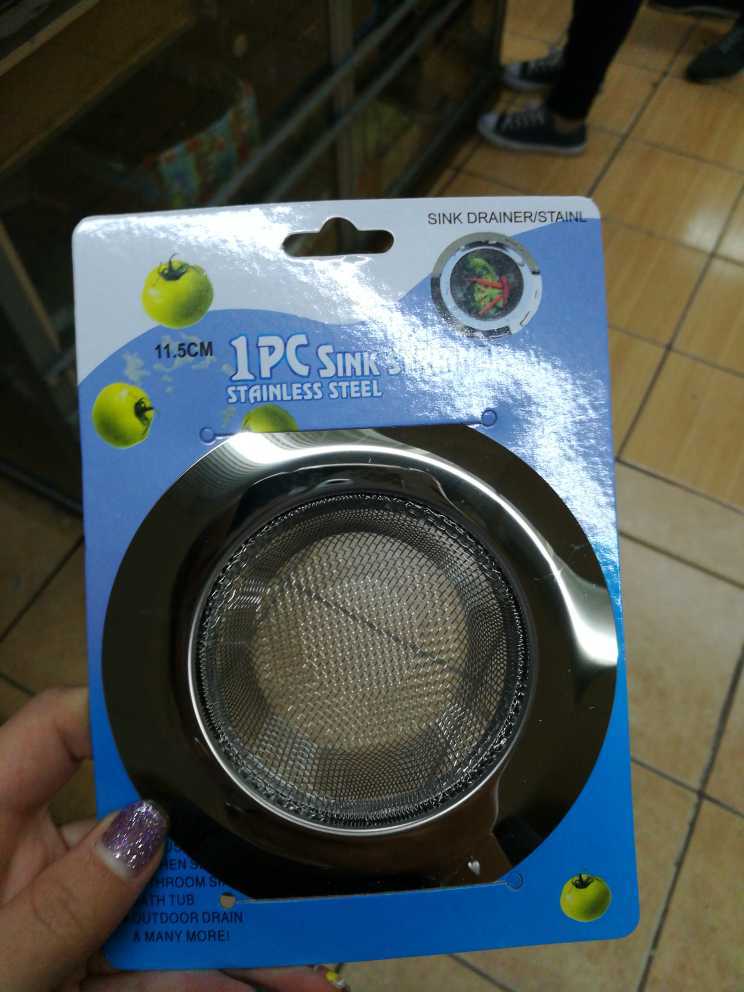 SINK DRAINER/STAINL
11.5CM
1PC SINK
STAINLESS STEEL
ATH TUB
OUTDOOR DRAIN
& MANY MORE!